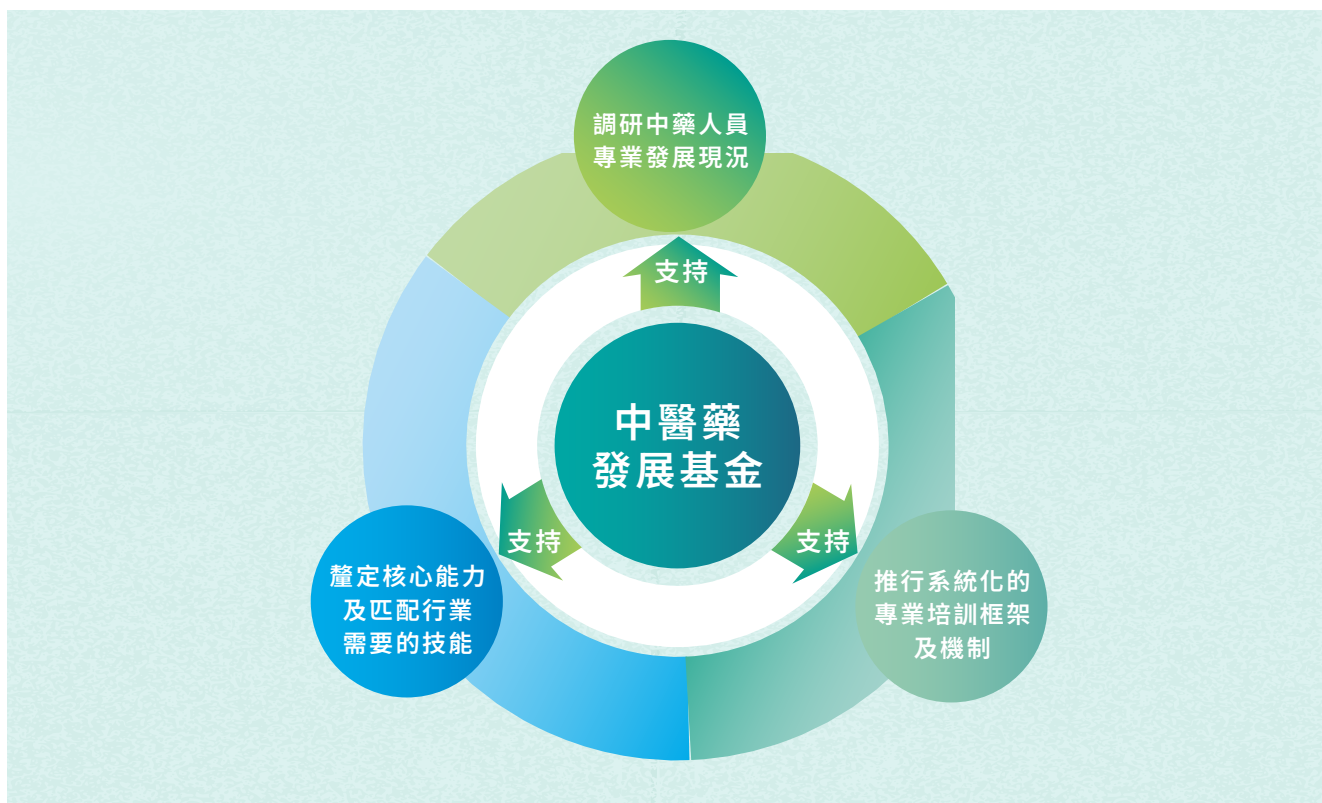 調研中藥人員
專業發展現況
支持
中醫藥
發展基金
支持
支持
釐定核心能力
及匹配行業
需要的技能
推行系統化的
專業培訓框架
及機制